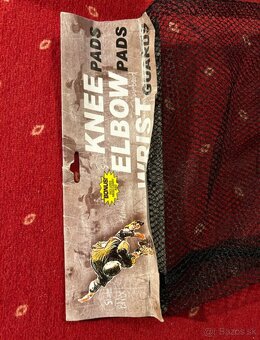 KNEE PADS
ELBOW PADS
WRIST GUARDS
BONUS
© Bazos.sk